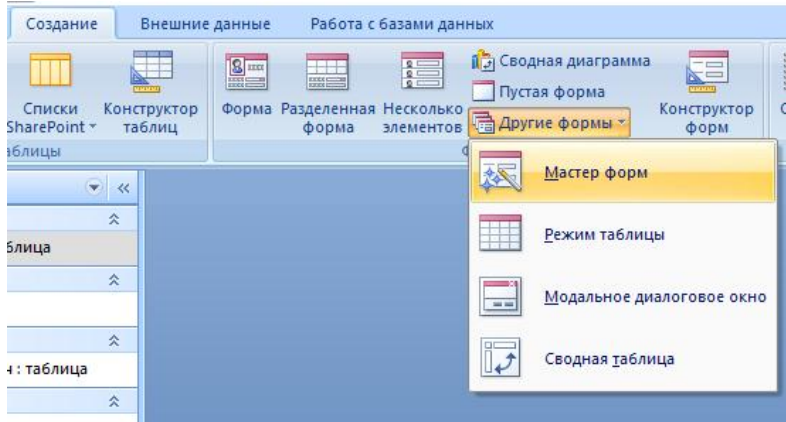 Создание Внешние данные Работа с базами данных
Списки SharePoint
Конструктор таблиц
Форма
Разделенная форма
Несколько элементов
Сводная диаграмма
Пустая форма
Другие формы
Конструктор форм
Мастер форм
Режим таблицы
Модальное диалоговое окно
Сводная таблица
блица
: таблица